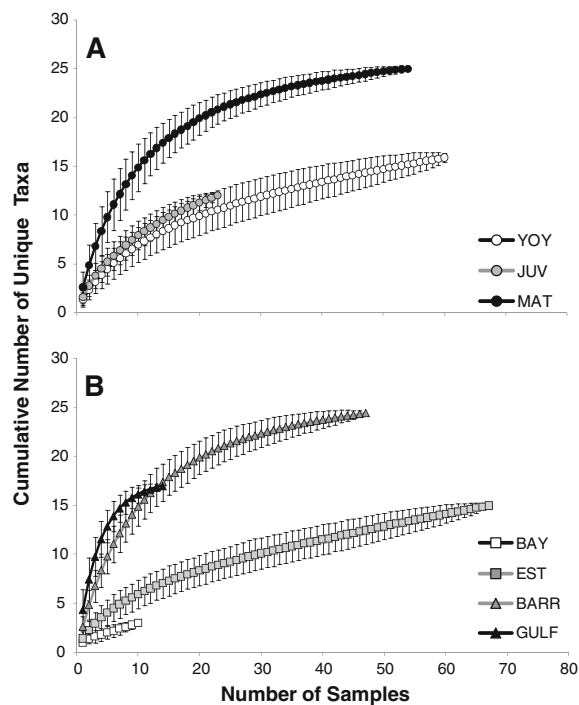 A
30
25
20
15
10
5
0
YOY
JUV
MAT
Cumulative Number of Unique Taxa
B
30
25
20
15
10
5
0
BAY
EST
BARR
GULF
0 10 20 30 40 50 60 70 80
Number of Samples